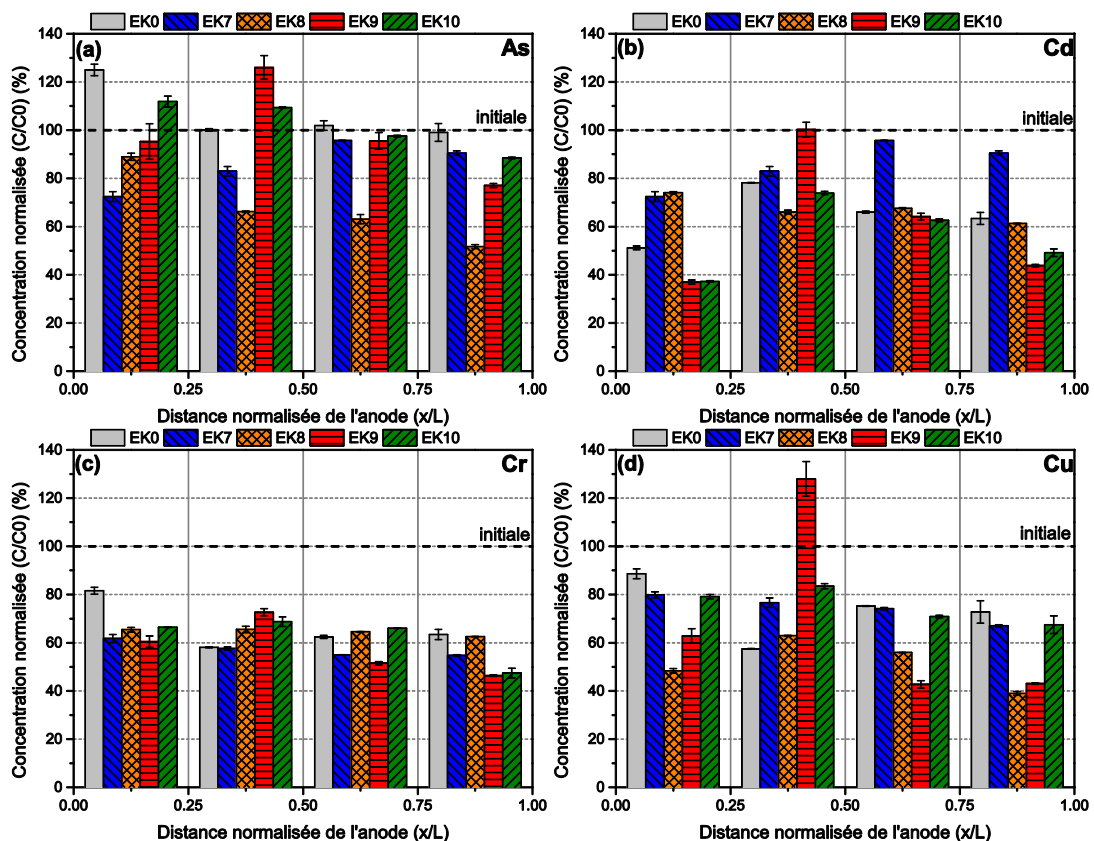 EK0 EK7 EK8 EK9 EK10
(a) As
initiale
Concentration normalisée (C/C0) (%)
140
120
100
80
60
40
20
0
0.00 0.25 0.50 0.75 1.00
Distance normalisée de l'anode (x/L)
EK0 EK7 EK8 EK9 EK10
(b) Cd
initiale
Concentration normalisée (C/C0) (%)
140
120
100
80
60
40
20
0
0.00 0.25 0.50 0.75 1.00
Distance normalisée de l'anode (x/L)
EK0 EK7 EK8 EK9 EK10
(c) Cr
initiale
Concentration normalisée (C/C0) (%)
140
120
100
80
60
40
20
0
0.00 0.25 0.50 0.75 1.00
Distance normalisée de l'anode (x/L)
EK0 EK7 EK8 EK9 EK10
(d) Cu
initiale
Concentration normalisée (C/C0) (%)
140
120
100
80
60
40
20
0
0.00 0.25 0.50 0.75 1.00
Distance normalisée de l'anode (x/L)